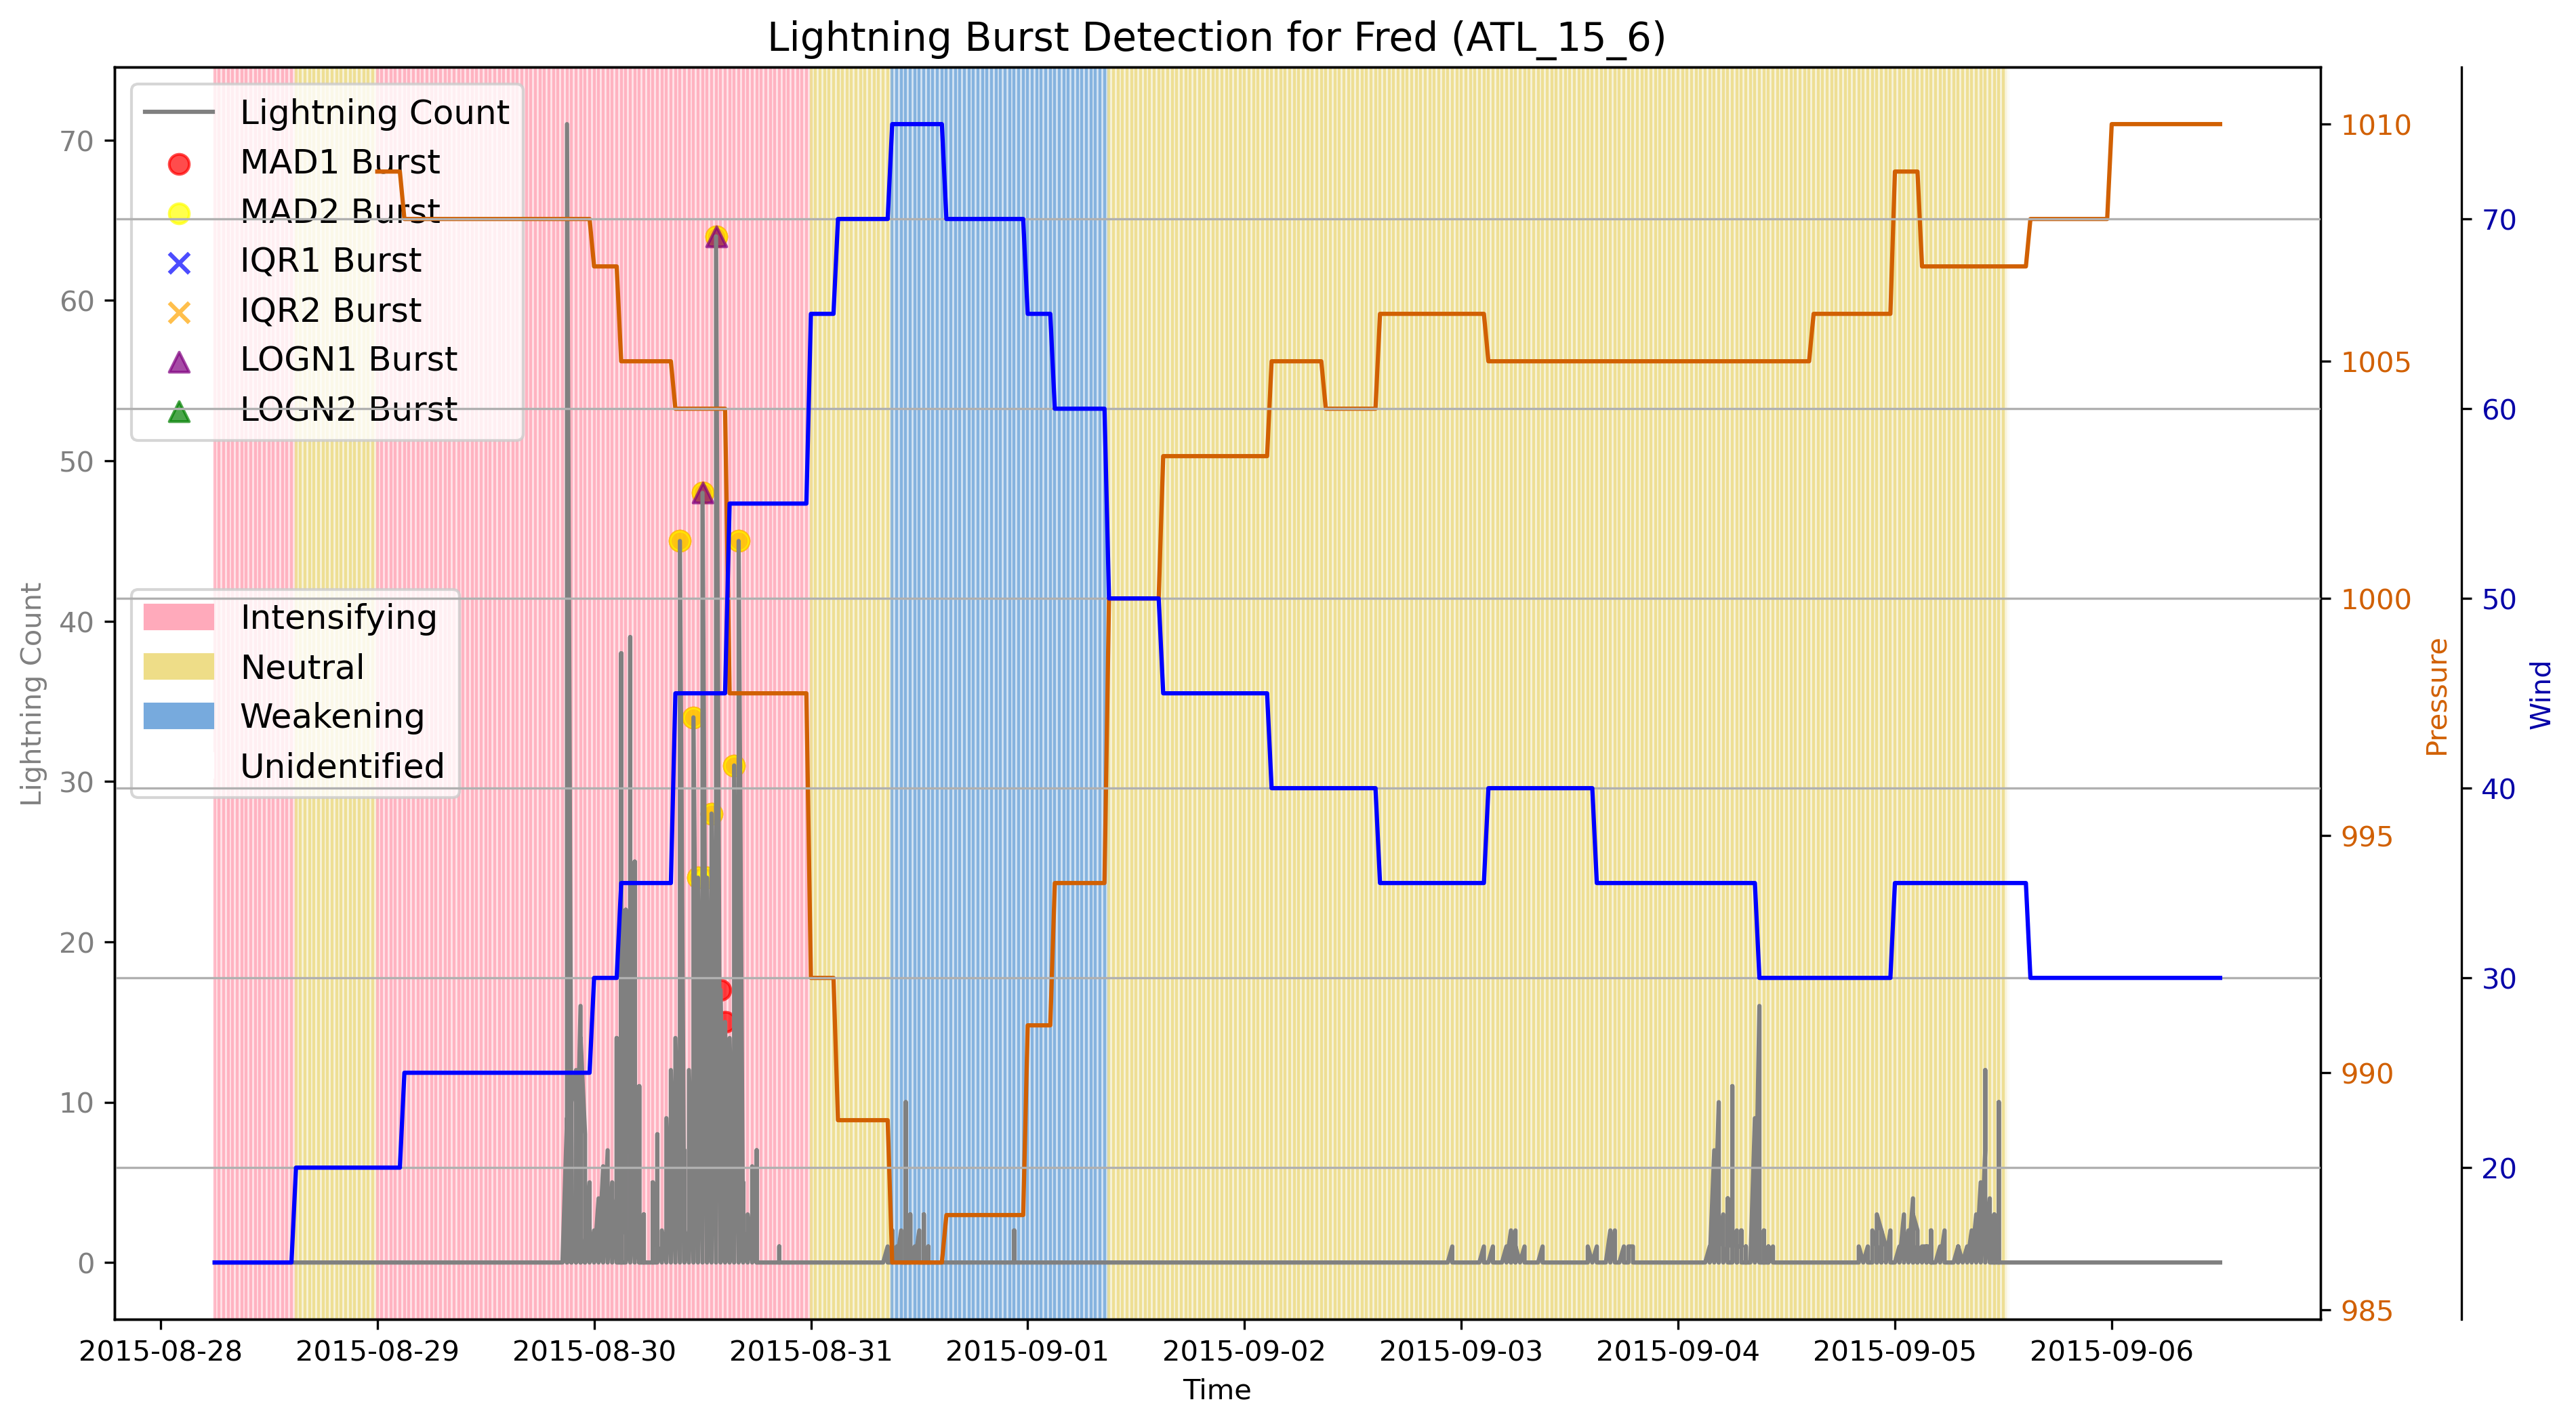 Lightning Burst Detection for Fred (ATL_15_6)
Lightning Count
MAD1 Burst
MAD2 Burst
IQR1 Burst
IQR2 Burst
LOGN1 Burst
LOGN2 Burst
Intensifying
Neutral
Weakening
Unidentified
70
60
50
40
30
20
10
0
Lightning Count
1010
1005
1000
995
990
985
Pressure
70
60
50
40
30
20
Wind
2015-08-28
2015-08-29
2015-08-30
2015-08-31
2015-09-01
2015-09-02
2015-09-03
2015-09-04
2015-09-05
2015-09-06
Time